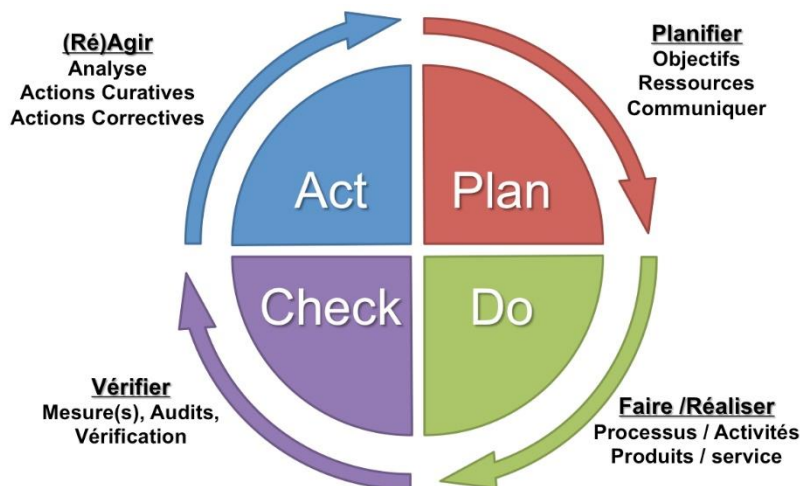 (Ré)Agir
Analyse
Actions Curatives
Actions Correctives
Planifier
Objectifs
Ressources
Communiquer
Act
Plan
Check
Do
Vérifier
Mesure(s), Audits,
Vérification
Faire /Réaliser
Processus / Activités
Produits / service